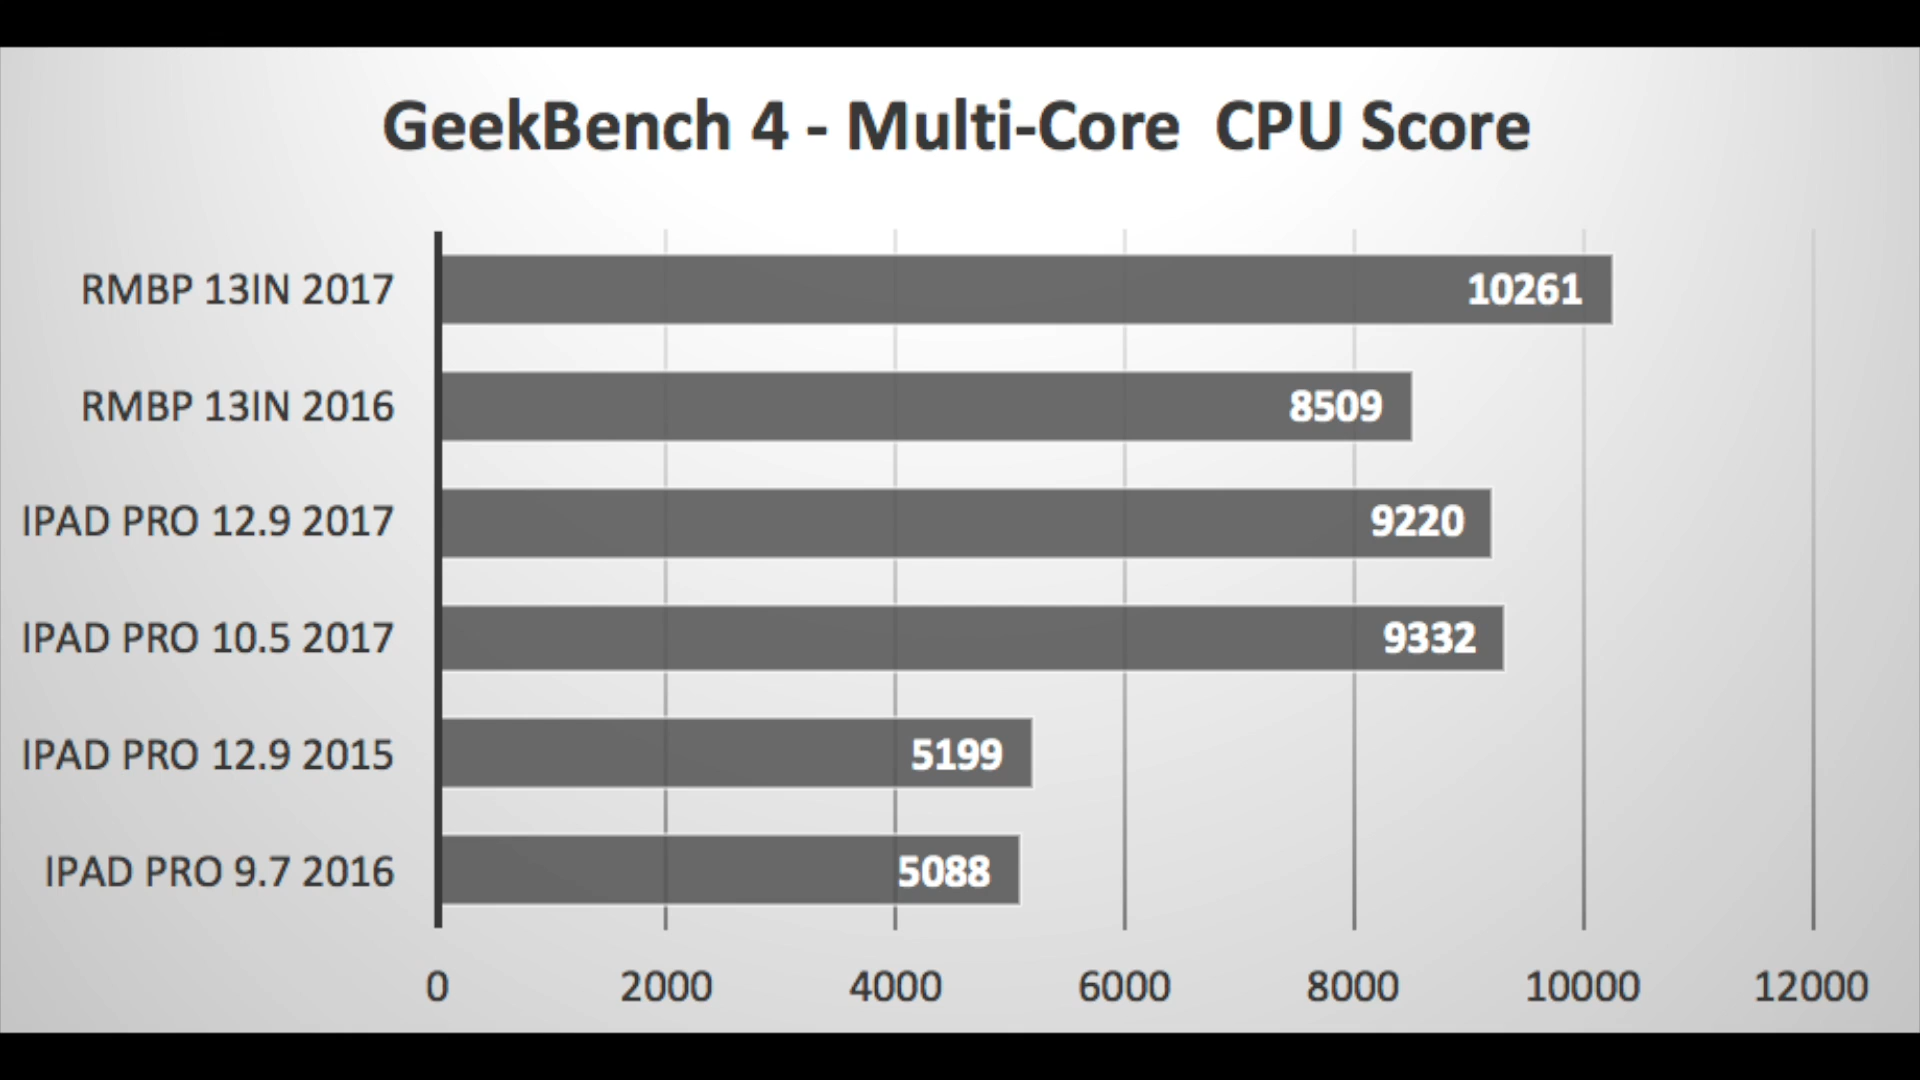 GeekBench 4 - Multi-Core  CPU Score
RMBP 13IN 2017
10261
RMBP 13IN 2016
8509
IPAD PRO 12.9 2017
9220
IPAD PRO 10.5 2017
9332
IPAD PRO 12.9 2015
5199
IPAD PRO 9.7 2016
5088
0 2000 4000 6000 8000 10000 12000